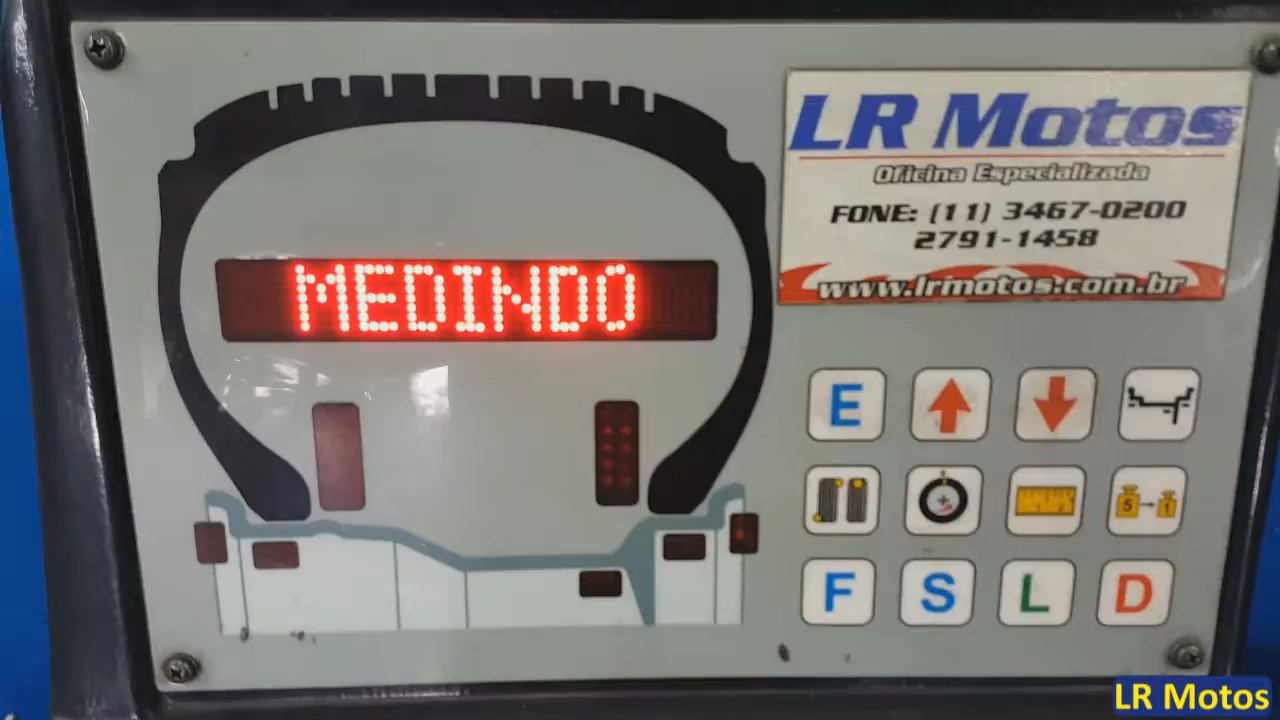 LR Motos
Oficina Especializada
FONE: (11) 3467-0200
2791-1458
www.lrmotos.com.br
MEDINDO
E
5 1
F S L D
LR Motos